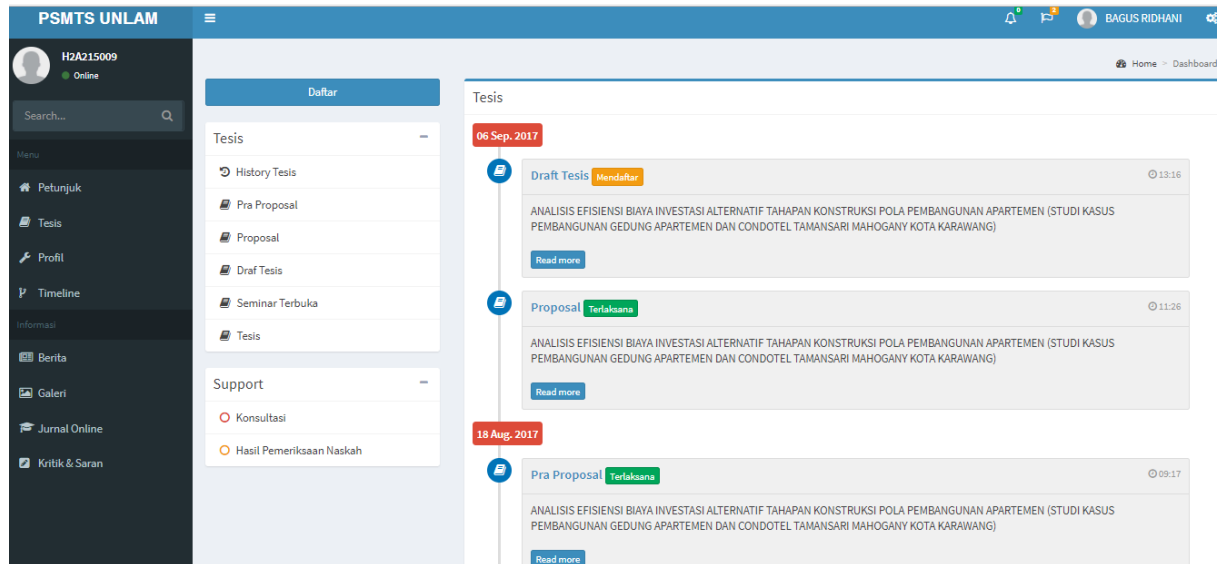 PSMTS UNLAM
0
2
BAGUS RIDHANI
H2A215009
Online
Search...
Menu
Petunjuk
Tesis
Profil
Timeline
Informasi
Berita
Galeri
Jurnal Online
Kritik & Saran
Home > Dashboard
Daftar
Tesis
History Tesis
Pra Proposal
Proposal
Draf Tesis
Seminar Terbuka
Tesis
Support
Konsultasi
Hasil Pemeriksaan Naskah
Tesis
06 Sep. 2017
Draft Tesis Mendaftar 13:16
ANALISIS EFISIENSI BIAYA INVESTASI ALTERNATIF TAHAPAN KONSTRUKSI POLA PEMBANGUNAN APARTEMEN (STUDI KASUS
PEMBANGUNAN GEDUNG APARTEMEN DAN CONDOTEL TAMANSARI MAHOGANY KOTA KARAWANG)
Read more
Proposal Terlaksana 11:26
ANALISIS EFISIENSI BIAYA INVESTASI ALTERNATIF TAHAPAN KONSTRUKSI POLA PEMBANGUNAN APARTEMEN (STUDI KASUS
PEMBANGUNAN GEDUNG APARTEMEN DAN CONDOTEL TAMANSARI MAHOGANY KOTA KARAWANG)
Read more
18 Aug. 2017
Pra Proposal Terlaksana 09:17
ANALISIS EFISIENSI BIAYA INVESTASI ALTERNATIF TAHAPAN KONSTRUKSI POLA PEMBANGUNAN APARTEMEN (STUDI KASUS
PEMBANGUNAN GEDUNG APARTEMEN DAN CONDOTEL TAMANSARI MAHOGANY KOTA KARAWANG)
Read more